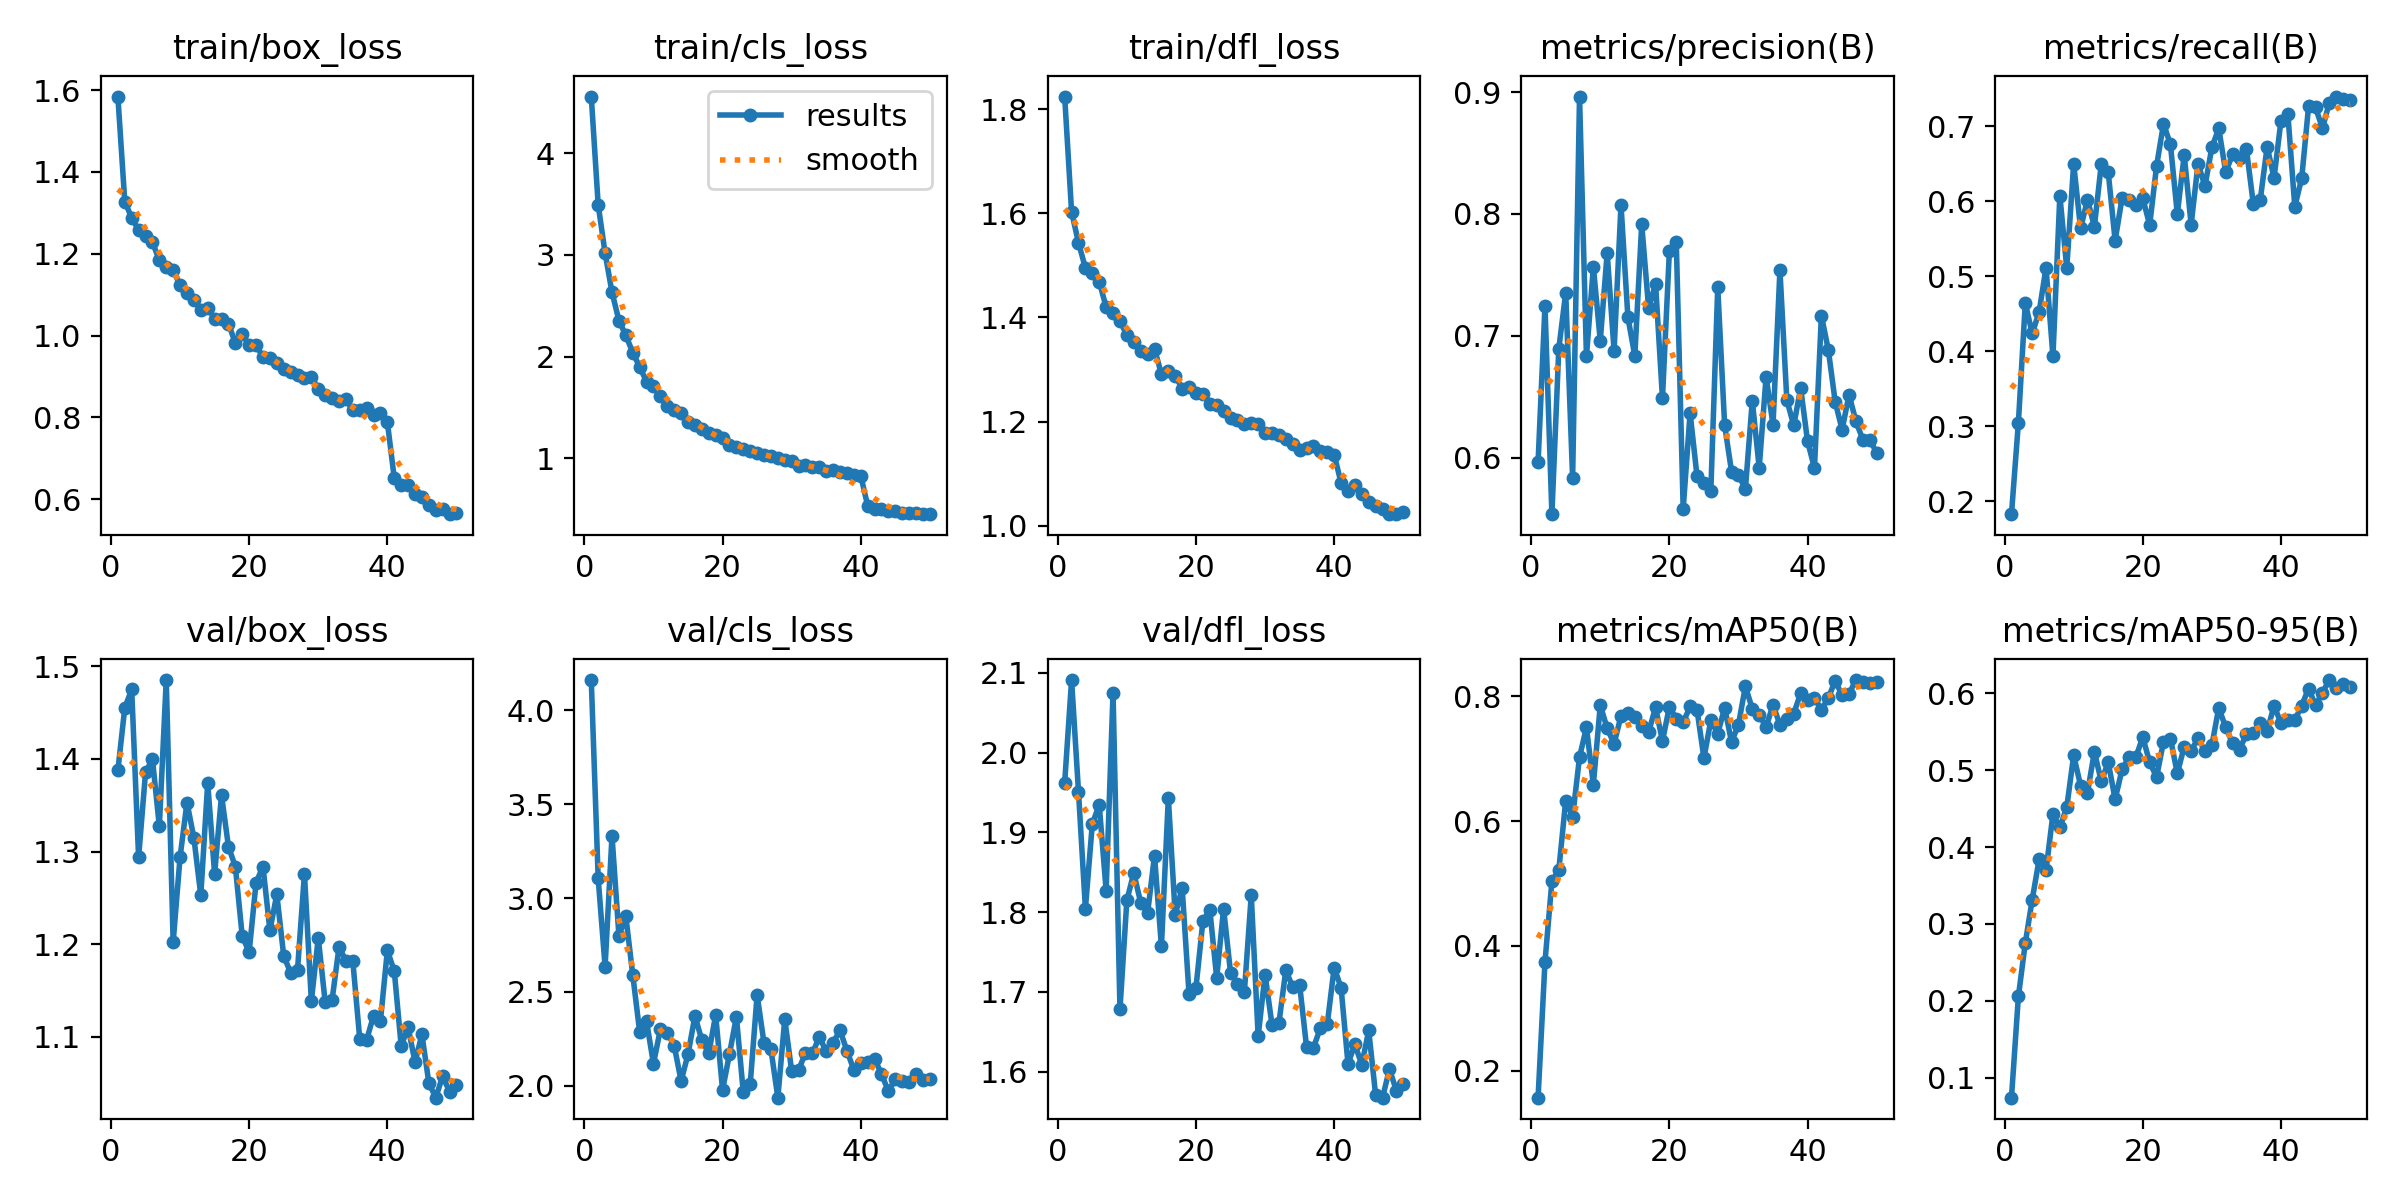 train/box_loss
1.6
1.4
1.2
1.0
0.8
0.6
0 20 40
train/cls_loss
results
smooth
4
3
2
1
0 20 40
train/dfl_loss
1.8
1.6
1.4
1.2
1.0
0 20 40
metrics/precision(B)
0.9
0.8
0.7
0.6
0 20 40
metrics/recall(B)
0.7
0.6
0.5
0.4
0.3
0.2
0 20 40
val/box_loss
1.5
1.4
1.3
1.2
1.1
0 20 40
val/cls_loss
4.0
3.5
3.0
2.5
2.0
0 20 40
val/dfl_loss
2.1
2.0
1.9
1.8
1.7
1.6
0 20 40
metrics/mAP50(B)
0.8
0.6
0.4
0.2
0 20 40
metrics/mAP50-95(B)
0.6
0.5
0.4
0.3
0.2
0.1
0 20 40